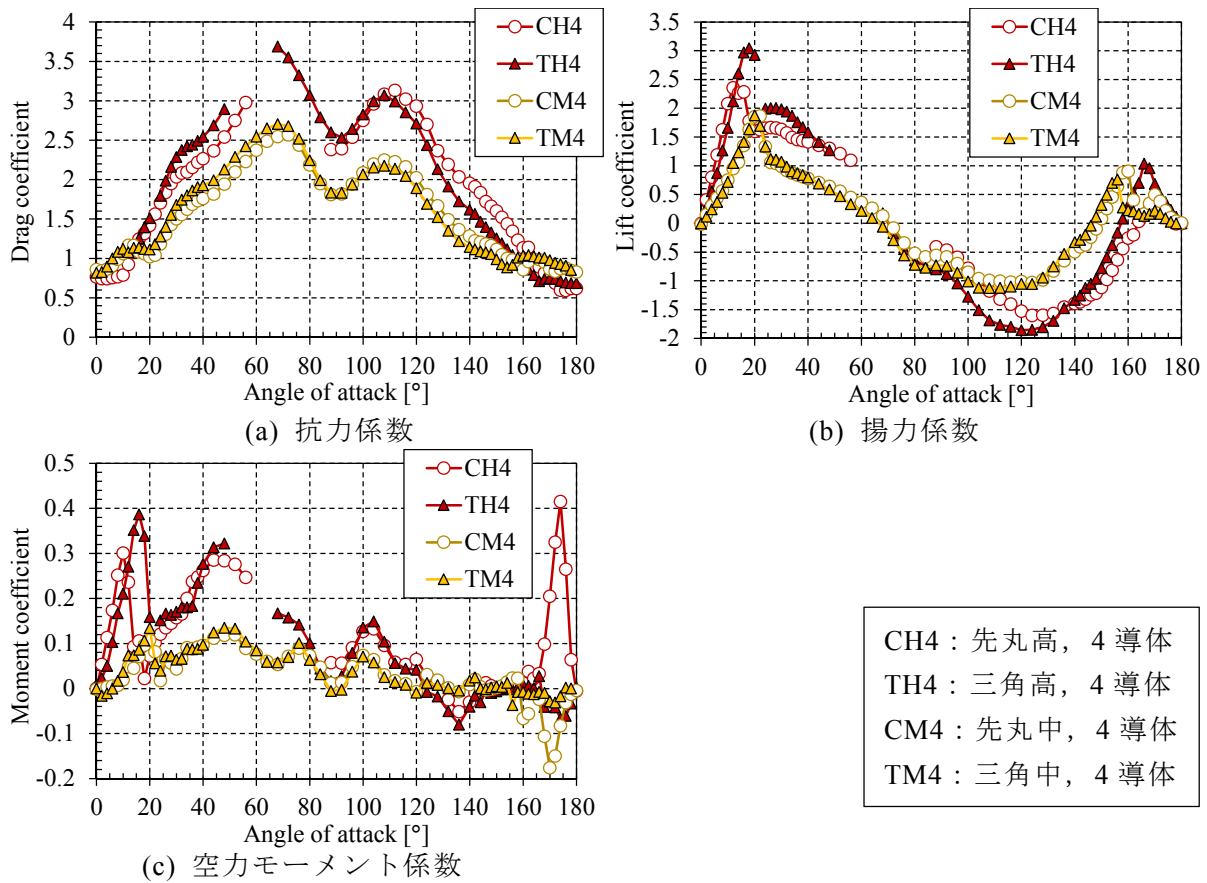 4
3.5
3
2.5
2
1.5
1
0.5
0
Drag coefficient
0 20 40 60 80 100 120 140 160 180
Angle of attack [°]
CH4
TH4
CM4
TM4
(a) 抗力係数
3.5
3
2.5
2
1.5
1
0.5
0
-0.5
-1
-1.5
-2
Lift coefficient
0 20 40 60 80 100 120 140 160 180
Angle of attack [°]
CH4
TH4
CM4
TM4
(b) 揚力係数
0.5
0.4
0.3
0.2
0.1
0
-0.1
-0.2
Moment coefficient
0 20 40 60 80 100 120 140 160 180
Angle of attack [°]
CH4
TH4
CM4
TM4
(c) 空力モーメント係数
CH4：先丸高，4 導体
TH4：三角高，4 導体
CM4：先丸中，4 導体
TM4：三角中，4 導体